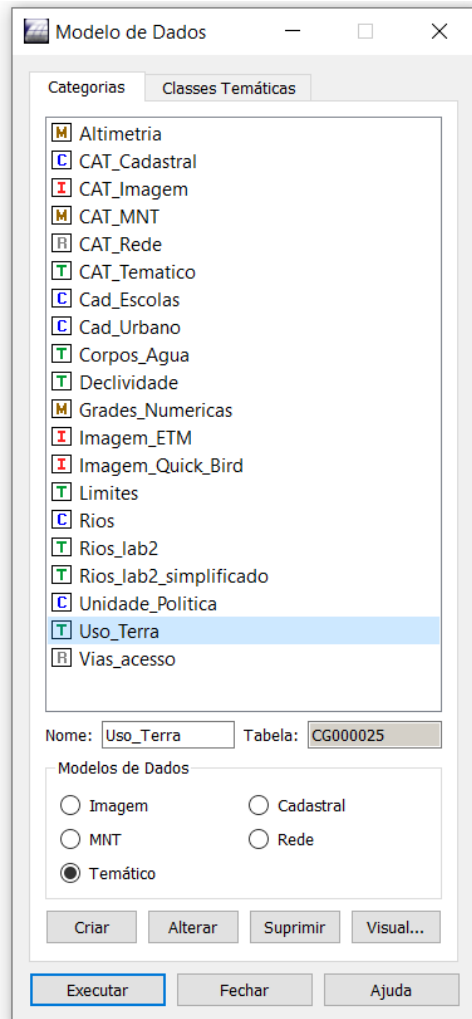 Modelo de Dados
Categorias Classes Temáticas
M Altimetria
C CAT_Cadastral
I CAT_Imagem
M CAT_MNT
R CAT_Rede
T CAT_Tematico
C Cad_Escolas
C Cad_Urbano
T Corpos_Agua
T Declividade
M Grades_Numericas
I Imagem_ETM
I Imagem_Quick_Bird
T Limites
C Rios
T Rios_lab2
T Rios_lab2_simplificado
C Unidade_Politica
T Uso_Terra
R Vias_acesso
Nome: Uso_Terra Tabela: CG000025
Modelos de Dados
Imagem Cadastral
MNT Rede
Temático
Criar Alterar Suprimir Visual...
Executar Fechar Ajuda